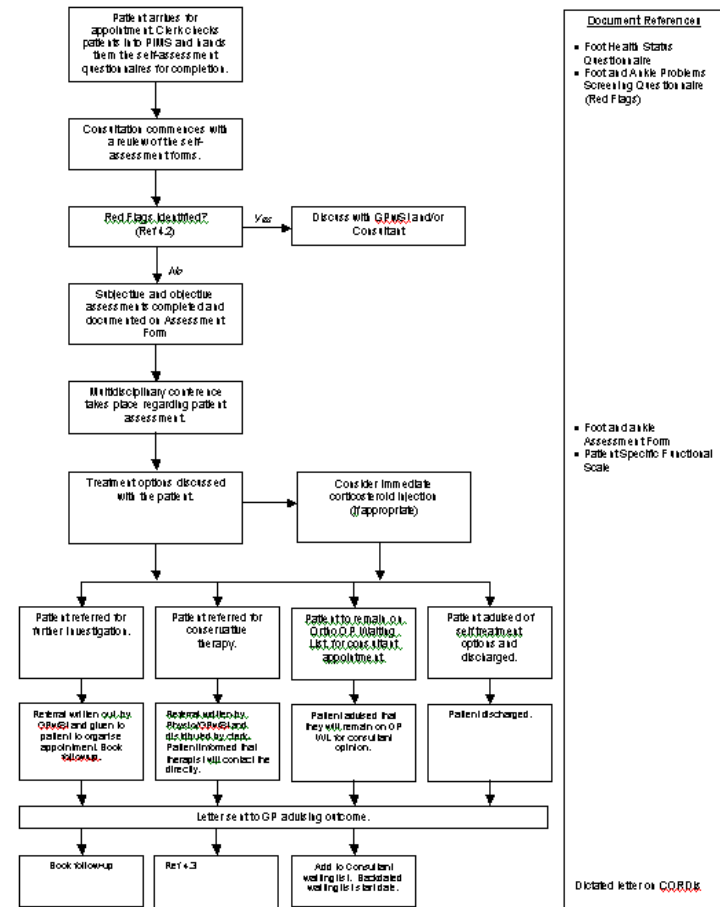 Patient arrives for
appointment. Clerk checks
patients into PIMS and hands
them the self-assessment
questionnaires for completion.
Consultation commences with
a review of the self-
assessment forms.
Red Flags Identified?
(Ref 4.2)
Yes
Discuss with GPwSI and/or
Consultant
No
Subjective and objective
assessments completed and
documented on Assessment
Form
Multidisciplinary conference
takes place regarding patient
assessment.
Treatment options discussed
with the patient.
Consider immediate
corticosteroid injection
(if appropriate)
Patient referred for
further investigation.
Patient referred for
conservative
therapy.
Patient to remain on
Ortho OP Waiting
List for consultant
appointment.
Patient advised of
self treatment
options and
discharged.
Referral written out by
GPwSI and given to
patient to organise
appointment. Book
follow-up.
Referral written by
Physio/GPwSI and
distributed by clerk.
Patient informed that
therapist will contact the
directly.
Patient advised that
they will remain on OP
WL for consultant
opinion.
Patient discharged.
Letter sent to GP advising outcome.
Book follow-up
Ref 4.3
Add to Consultant
waiting list. Backdated
waiting list start date.
Document References
• Foot Health Status
Questionnaire
• Foot and Ankle Problems
Screening Questionnaire
(Red Flags)
• Foot and ankle
Assessment Form
• Patient Specific Functional
Scale
Dictated letter on CORDis